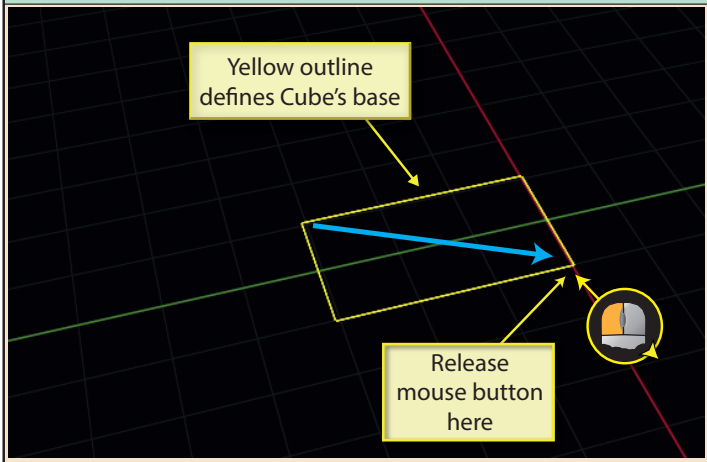 Yellow outline
defines Cube's base
Release
mouse button
here